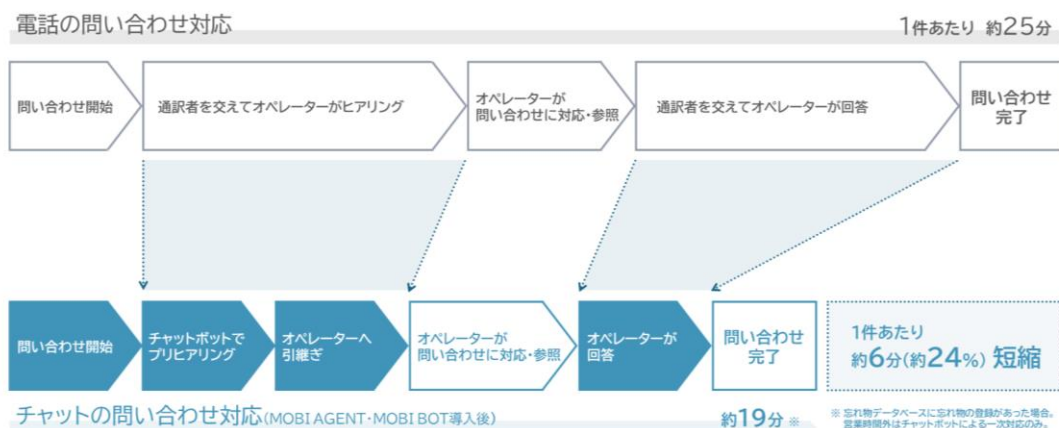 電話の問い合わせ対応
1件あたり 約25分
問い合わせ開始
通訳者を交えてオペレーターがヒアリング
オペレーターが
問い合わせに対応・参照
通訳者を交えてオペレーターが回答
問い合わせ
完了
問い合わせ開始
チャットボットで
プリヒアリング
オペレーターへ
引継ぎ
オペレーターが
問い合わせに対応・参照
オペレーターが
回答
問い合わせ
完了
1件あたり
約6分(約24%) 短縮
チャットの問い合わせ対応(MOBI AGENT・MOBI BOT導入後)
約19分 ※
※ 忘れ物データベースに忘れ物の登録があった場合。
営業時間外はチャットボットによる一次対応のみ。